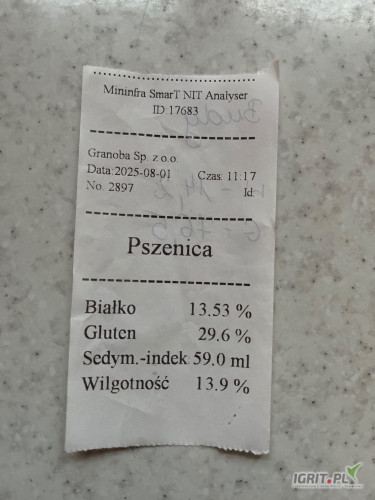 Mininfra SmarT NIT Analyser
ID:17683
Granoba Sp. z o.o.
Data:2025-08-01 Czas: 11:17
No. 2897 Id:
Pszenica
Białko 13.53 %
Gluten 29.6 %
Sedym.-indek 59.0 ml
Wilgotność 13.9 %
IGRIT.PL